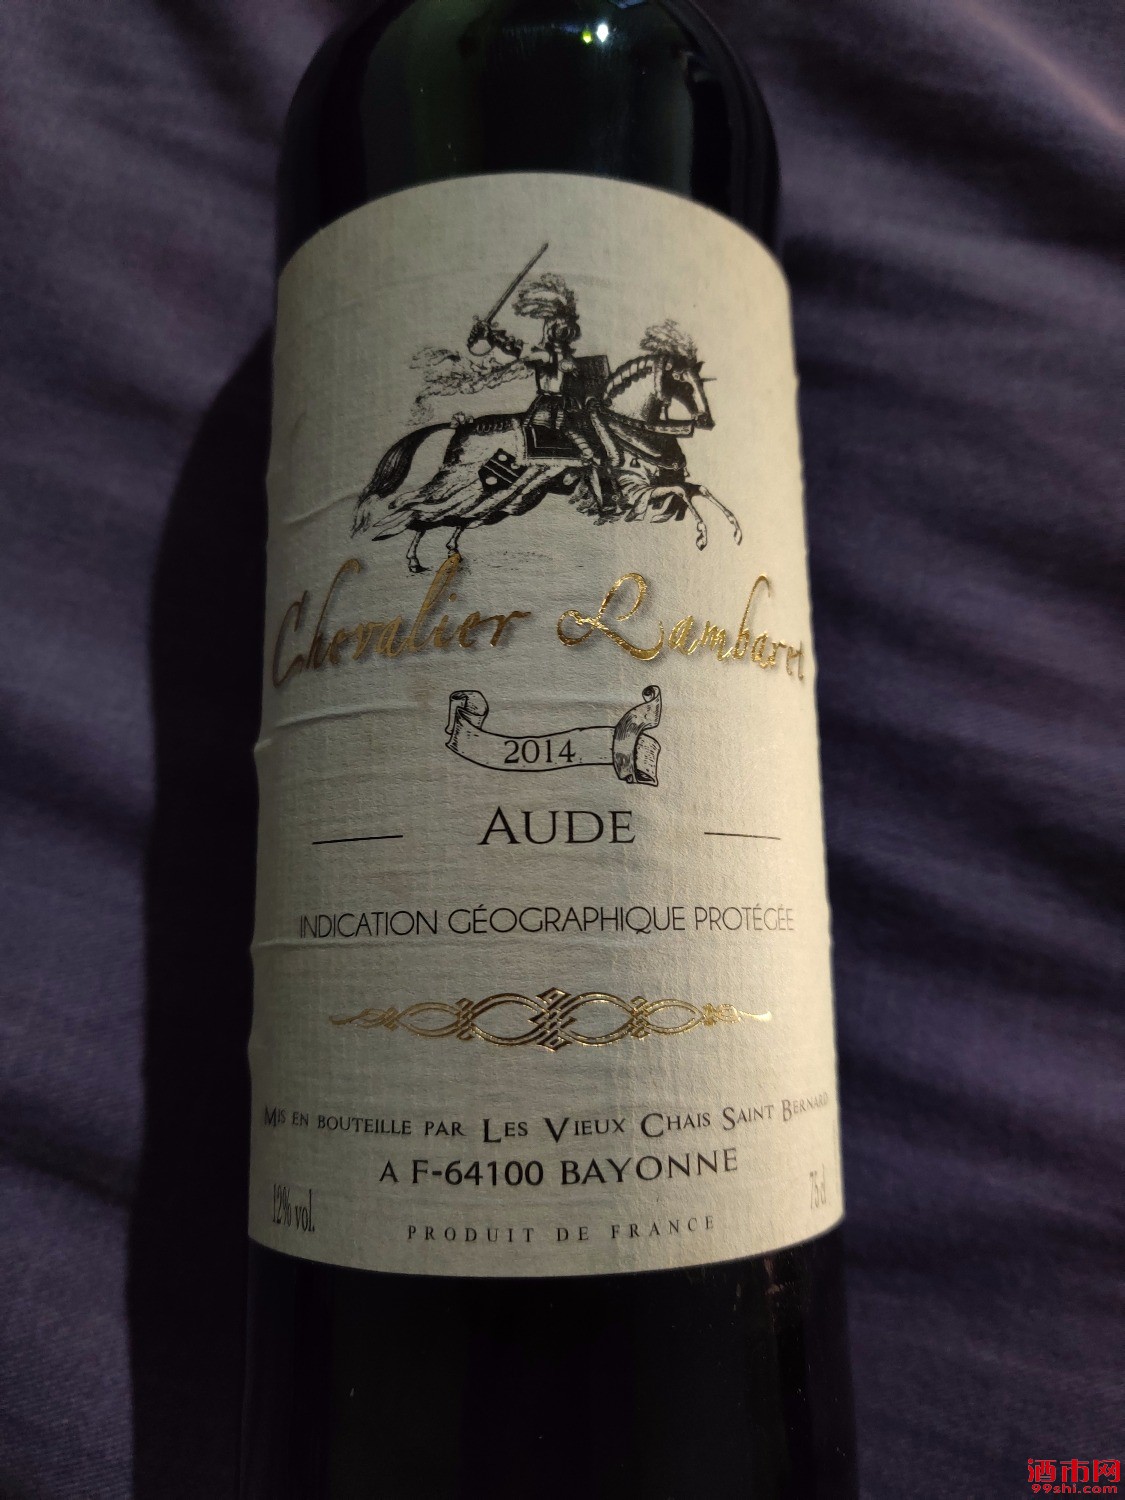 Chevalier Lambaret
2014
AUDE
INDICATION GÉOGRAPHIQUE PROTÉGÉE
MIS EN BOUTEILLE PAR LES VIEUX CHAIS SAINT BERNARD
A F-64100 BAYONNE
12% vol.
75 cl
PRODUIT DE FRANCE
酒市网
99shl.com